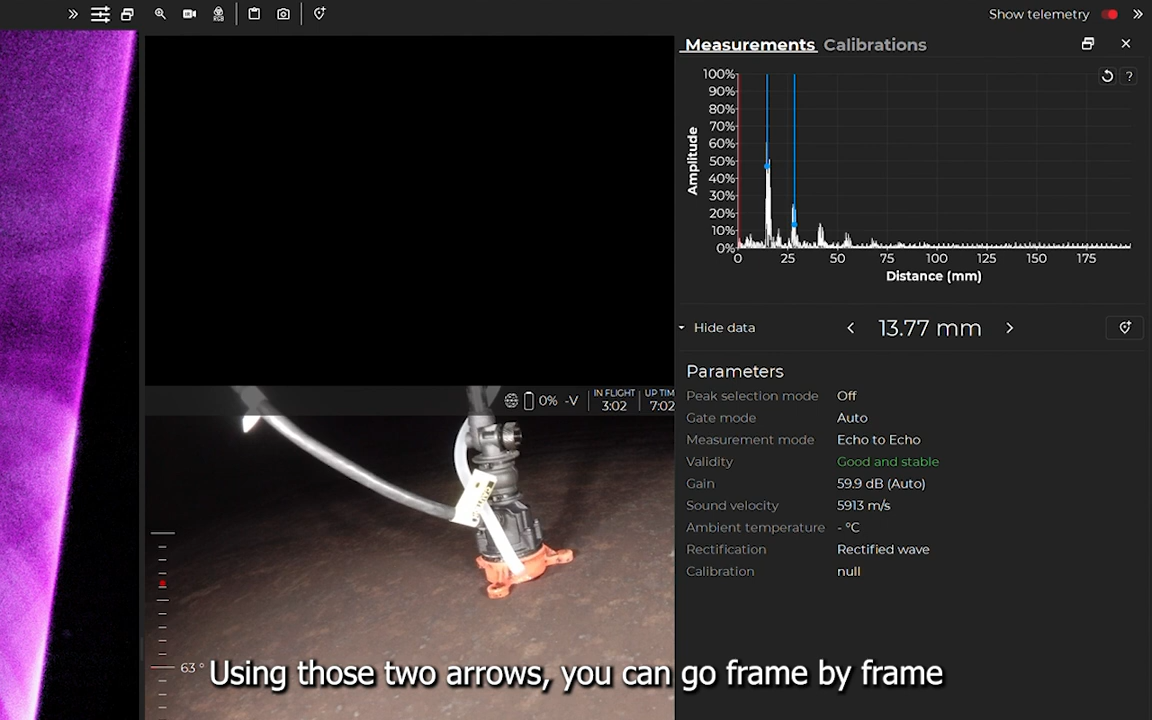 Show telemetry
Measurements Calibrations
100%
90%
80%
70%
60%
50%
40%
30%
20%
10%
0%
Amplitude
0 25 50 75 100 125 150 175
Distance (mm)
?
Hide data
13.77 mm
Parameters
Peak selection mode Off
Gate mode Auto
Measurement mode Echo to Echo
Validity Good and stable
Gain 59.9 dB (Auto)
Sound velocity 5913 m/s
Ambient temperature - °C
Rectification Rectified wave
Calibration null
0% -V
IN FLIGHT
3:02
UP TIM
7:02
63 °
Using those two arrows, you can go frame by frame